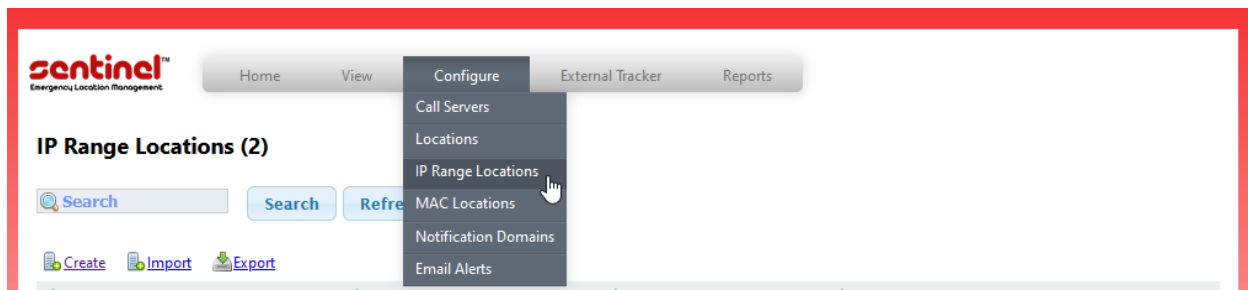 sentinel™
Emergency Location Management.
Home View Configure External Tracker Reports
Call Servers
Locations
IP Range Locations
MAC Locations
Notification Domains
Email Alerts
IP Range Locations (2)
Search Search Refre
Create Import Export